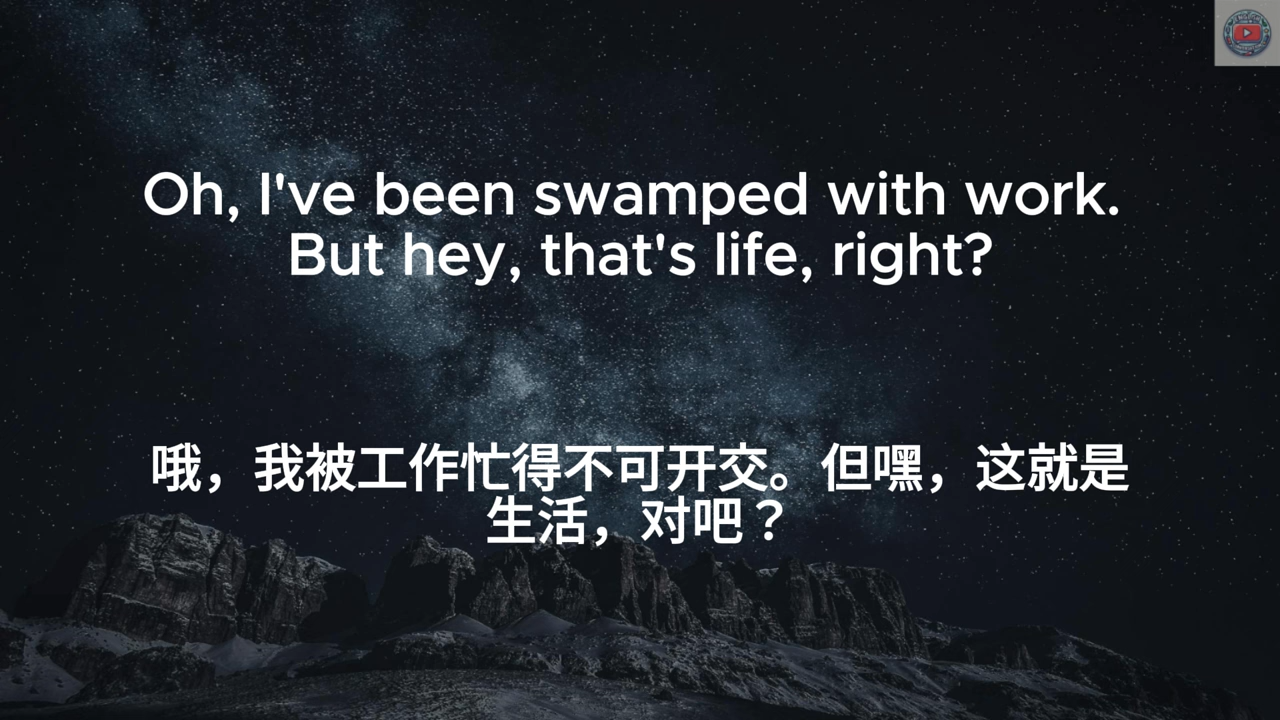 Oh, I've been swamped with work.
But hey, that's life, right?
哦，我被工作忙得不可开交。但嘿，这就是
生活，对吧？